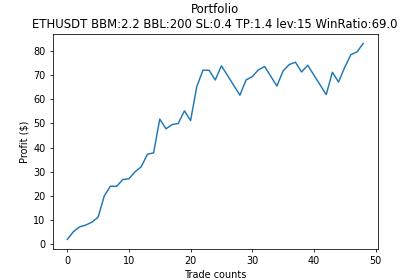 Portfolio
ETHUSDT BBM:2.2 BBL:200 SL:0.4 TP:1.4 lev:15 WinRatio:69.0
80
70
60
50
40
30
20
10
0
Profit ($)
0 10 20 30 40 50
Trade counts